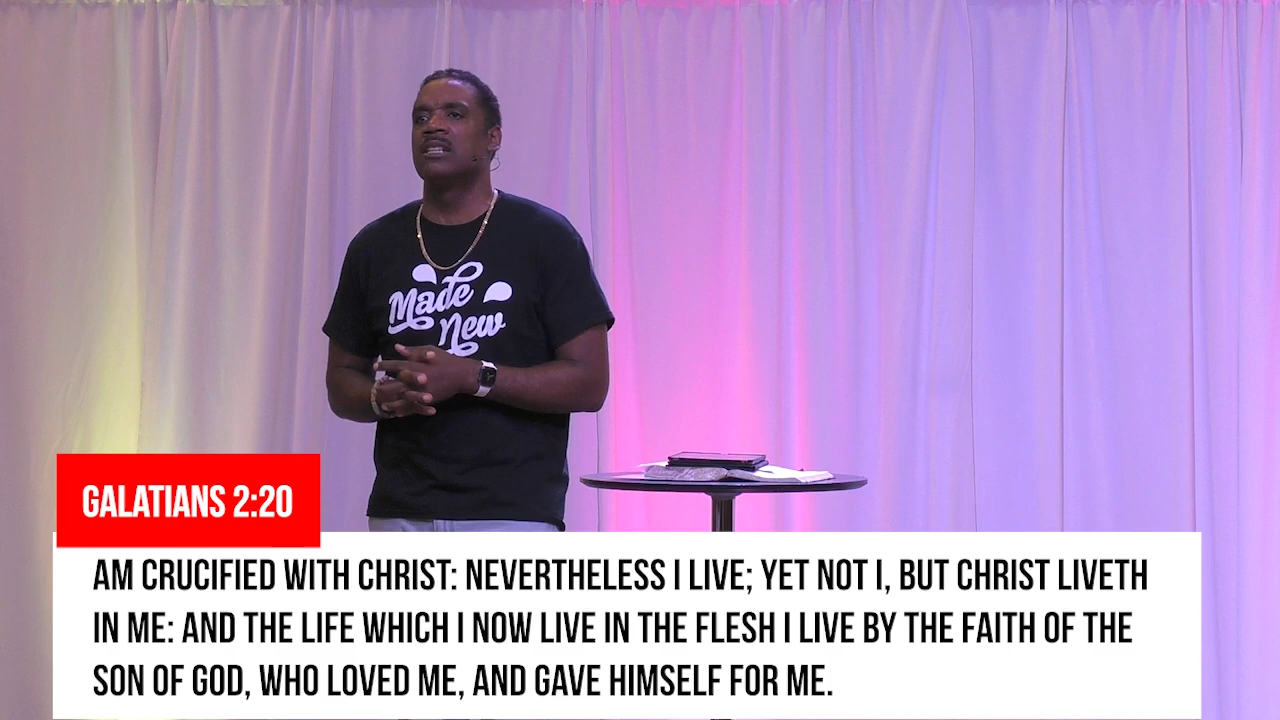 Made
New
GALATIANS 2:20
AM CRUCIFIED WITH CHRIST: NEVERTHELESS I LIVE; YET NOT I, BUT CHRIST LIVETH
IN ME: AND THE LIFE WHICH I NOW LIVE IN THE FLESH I LIVE BY THE FAITH OF THE
SON OF GOD, WHO LOVED ME, AND GAVE HIMSELF FOR ME.